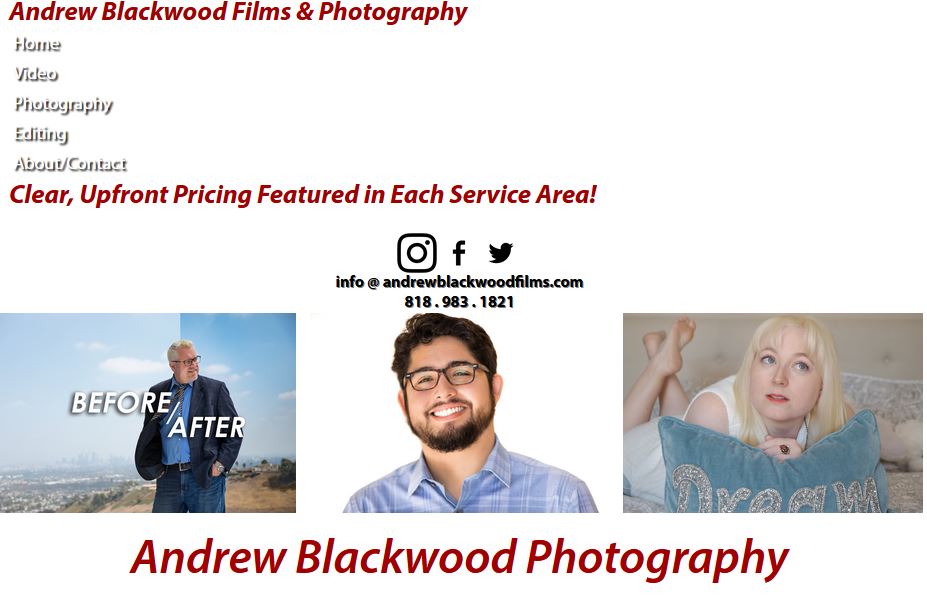 Andrew Blackwood Films & Photography
Home
Video
Photography
Editing
About/Contact
Clear, Upfront Pricing Featured in Each Service Area!
info @ andrewblackwoodfilms.com
818 . 983 . 1821
BEFORE/
AFTER
Dream
Andrew Blackwood Photography